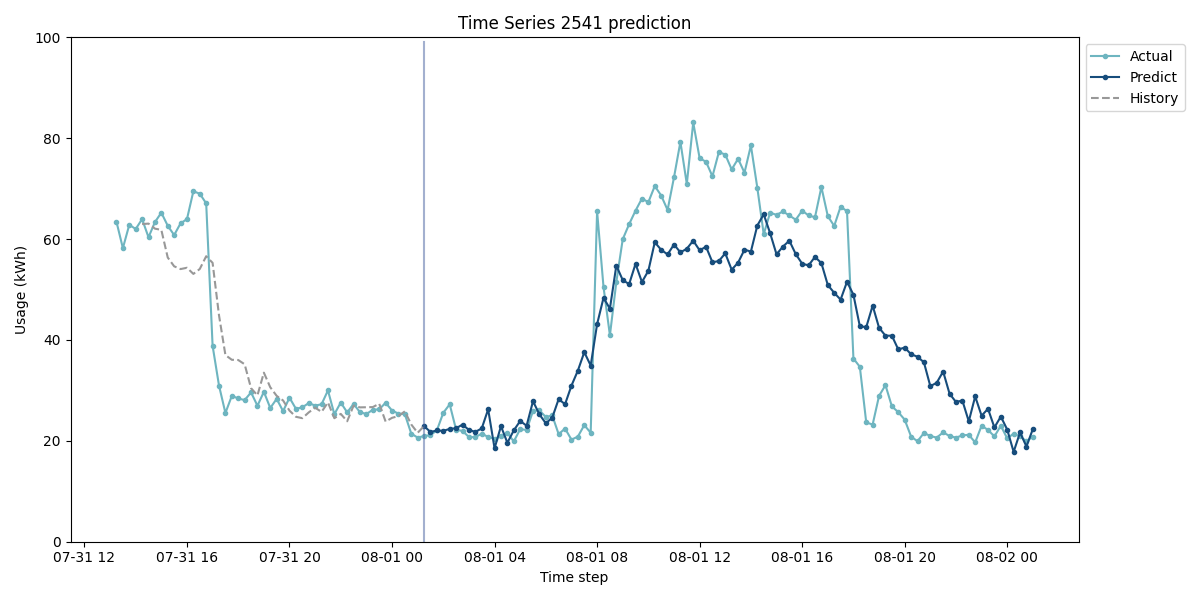 Time Series 2541 prediction
Usage (kWh)
100
80
60
40
20
0
07-31 12
07-31 16
07-31 20
08-01 00
08-01 04
08-01 08
08-01 12
08-01 16
08-01 20
08-02 00
Time step
Actual
Predict
History